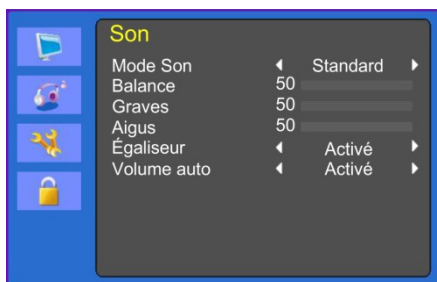 Son
Mode Son Standard
Balance 50
Graves 50
Aigus 50
Égaliseur Activé
Volume auto Activé